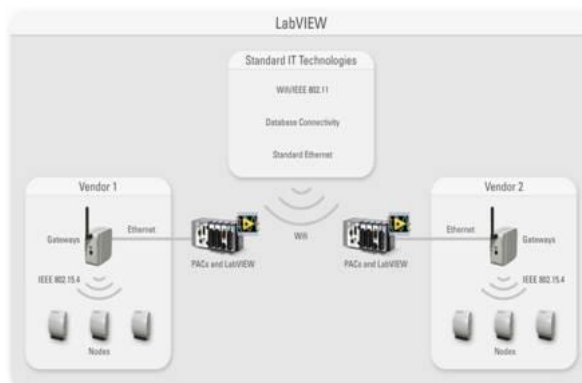 LabVIEW
Standard IT Technologies
Wifi/IEEE 802.11
Database Connectivity
Standard Ethernet
Vendor 1
Gateways
Ethernet
IEEE 802.15.4
Nodes
PACs and LabVIEW
Wifi
PACs and LabVIEW
Vendor 2
Ethernet
Gateways
IEEE 802.15.4
Nodes